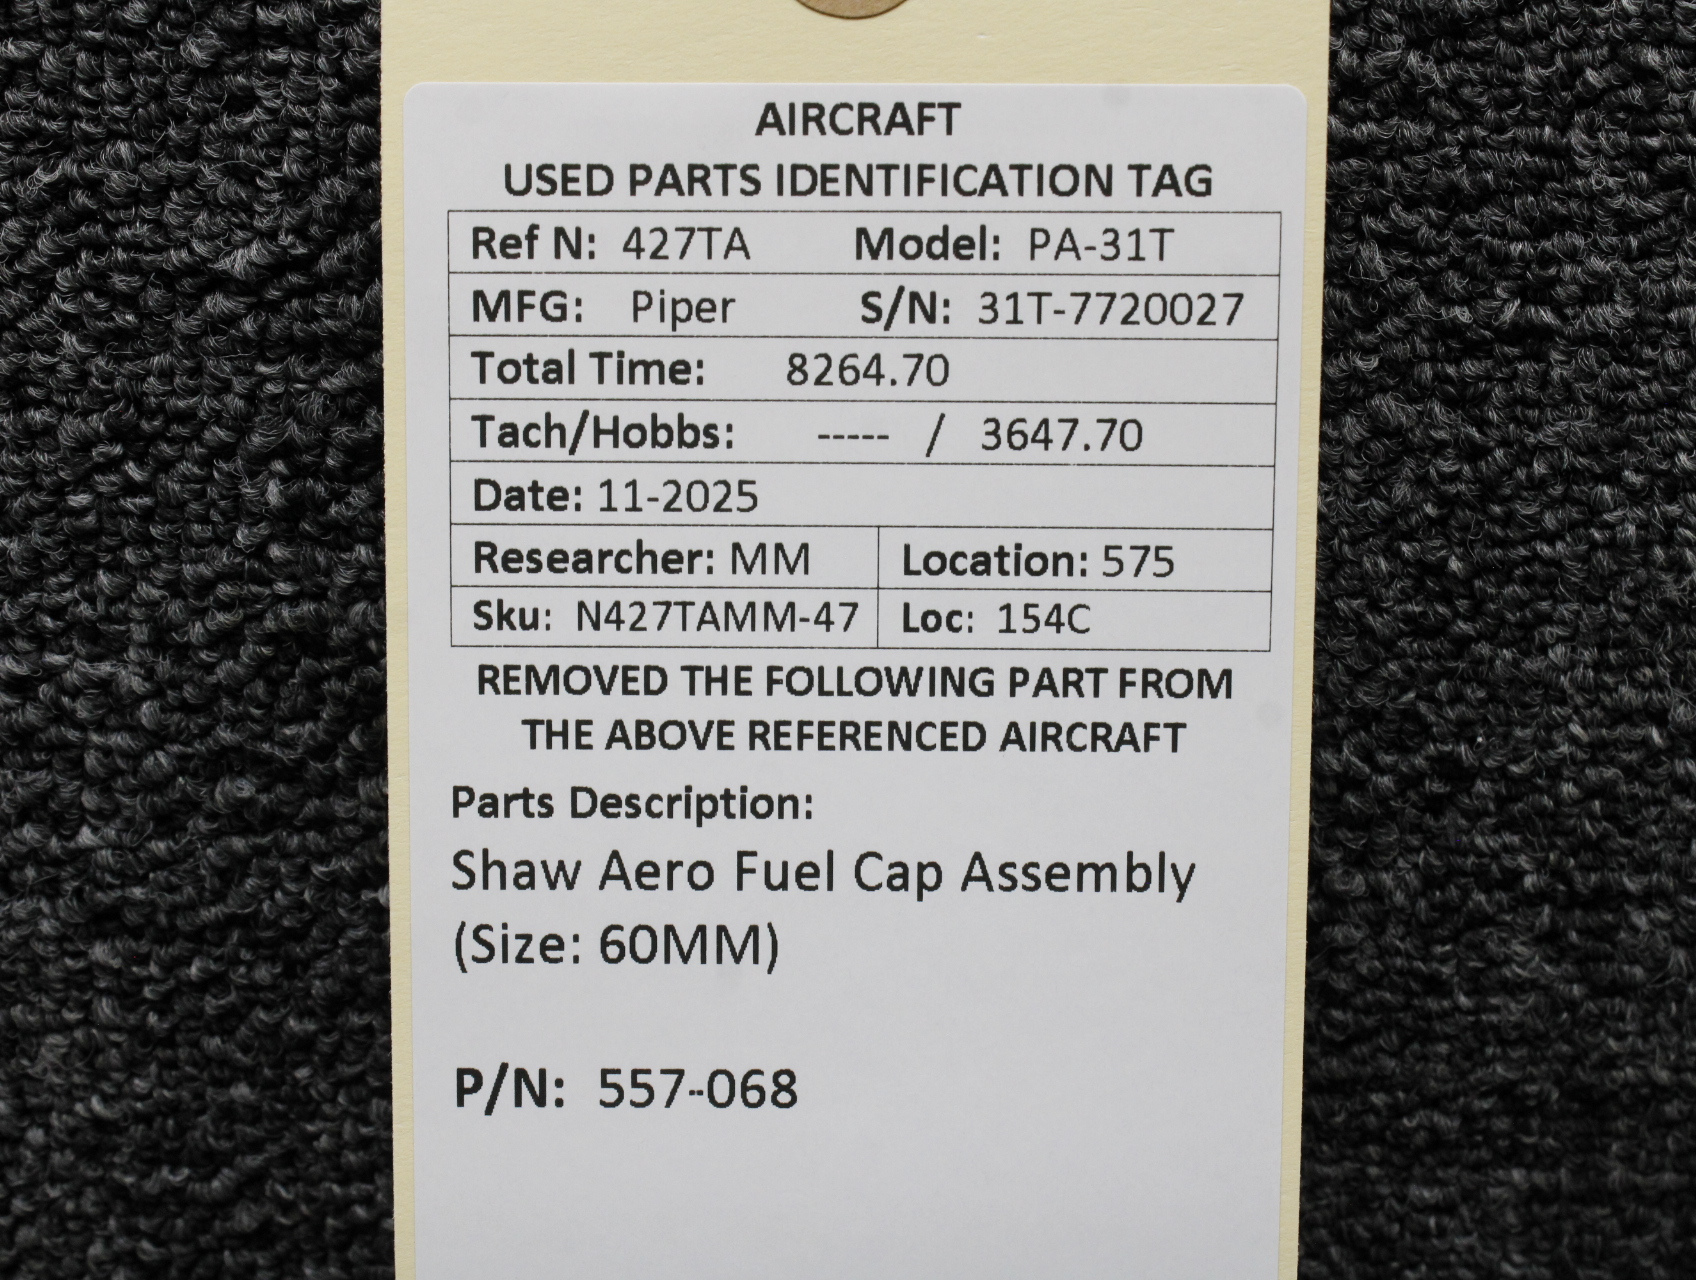 AIRCRAFT
USED PARTS IDENTIFICATION TAG
Ref N: 427TA Model: PA-31T
MFG: Piper S/N: 31T-7720027
Total Time: 8264.70
Tach/Hobbs: ----- / 3647.70
Date: 11-2025
Researcher: MM Location: 575
Sku: N427TAMM-47 Loc: 154C
REMOVED THE FOLLOWING PART FROM
THE ABOVE REFERENCED AIRCRAFT
Parts Description:
Shaw Aero Fuel Cap Assembly
(Size: 60MM)
P/N: 557-068